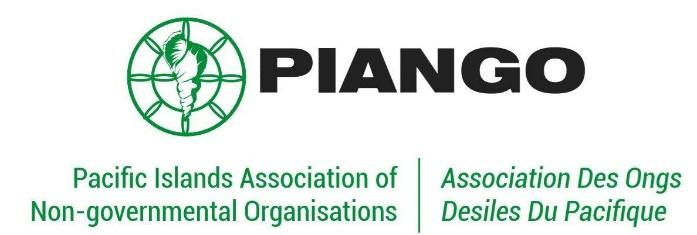 PIANGO
Pacific Islands Association of
Non-governmental Organisations
Association Des Ongs
Desiles Du Pacifique